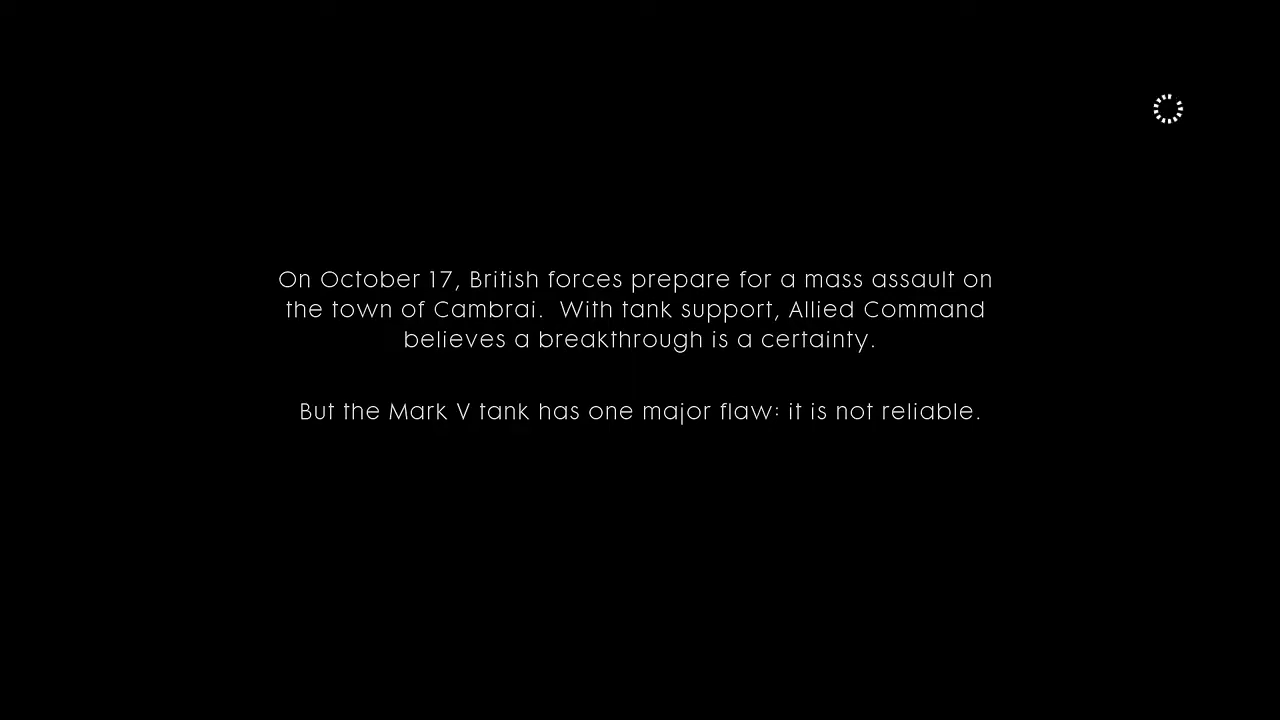 On October 17, British forces prepare for a mass assault on
the town of Cambrai.  With tank support, Allied Command
believes a breakthrough is a certainty.
But the Mark V tank has one major flaw: it is not reliable.